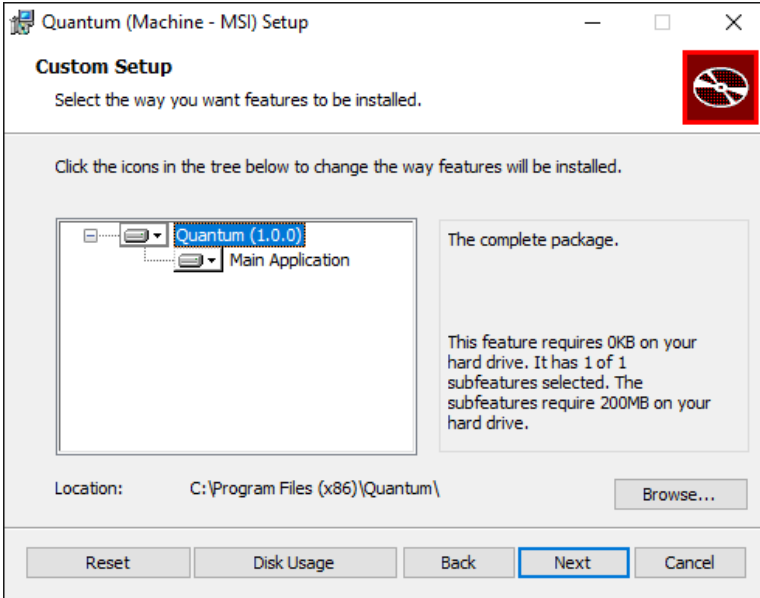 Quantum (Machine - MSI) Setup
Custom Setup
Select the way you want features to be installed.
Click the icons in the tree below to change the way features will be installed.
Quantum (1.0.0)
Main Application
The complete package.
This feature requires 0KB on your
hard drive. It has 1 of 1
subfeatures selected. The
subfeatures require 200MB on your
hard drive.
Location: C:\Program Files (x86)\Quantum\
Browse...
Reset Disk Usage Back Next Cancel